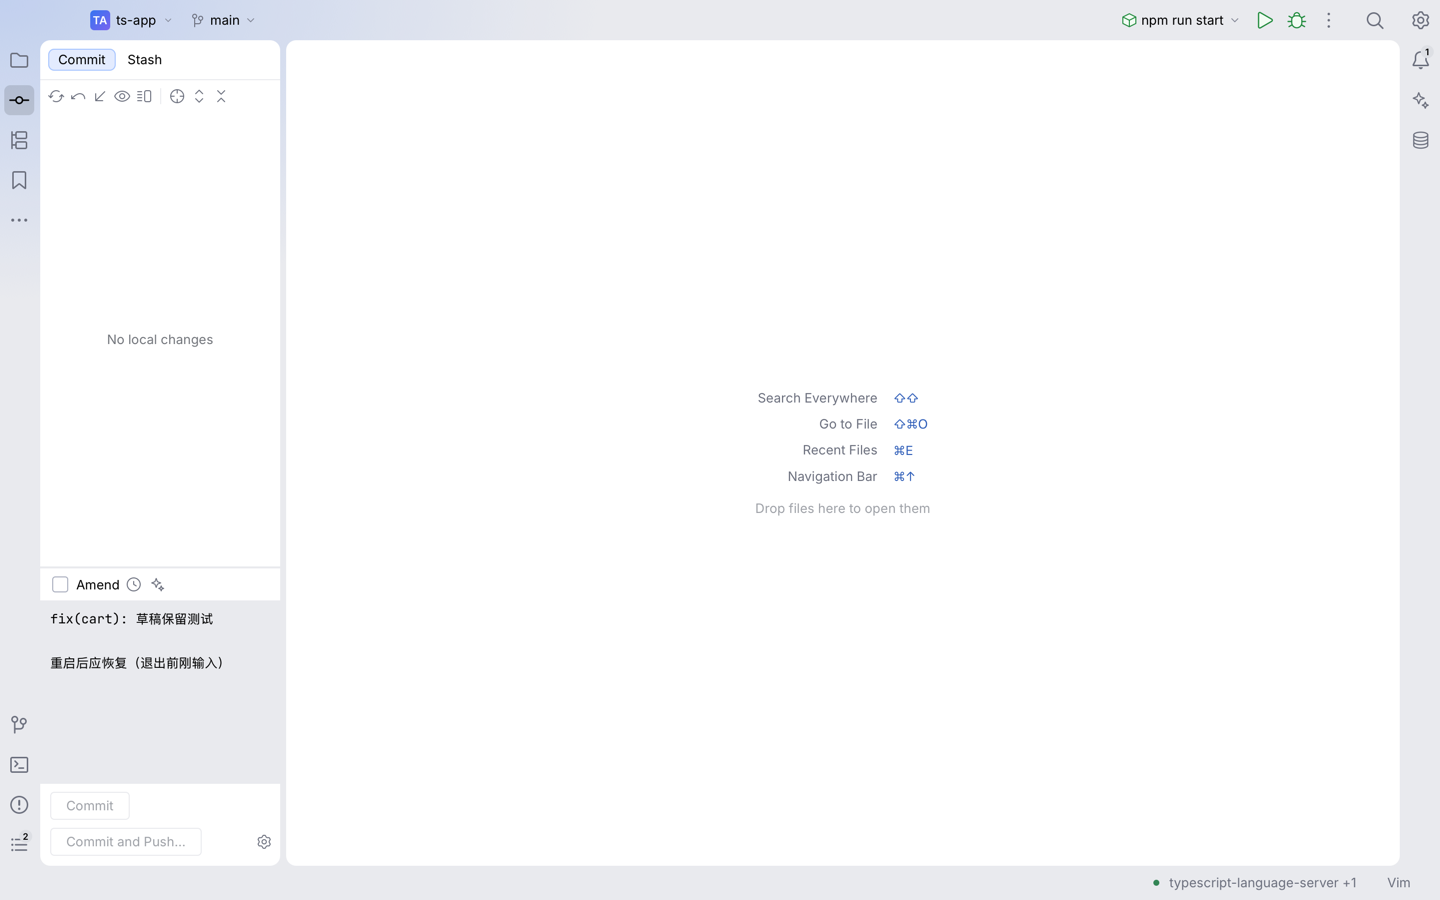 TA ts-app main npm run start
1
Commit Stash
No local changes
Search Everywhere ⇧⇧
Go to File ⇧⌘O
Recent Files ⌘E
Navigation Bar ⌘↑
Drop files here to open them
Amend
fix(cart): 草稿保留测试
重启后应恢复（退出前刚输入）
Commit
Commit and Push...
2
typescript-language-server +1 Vim